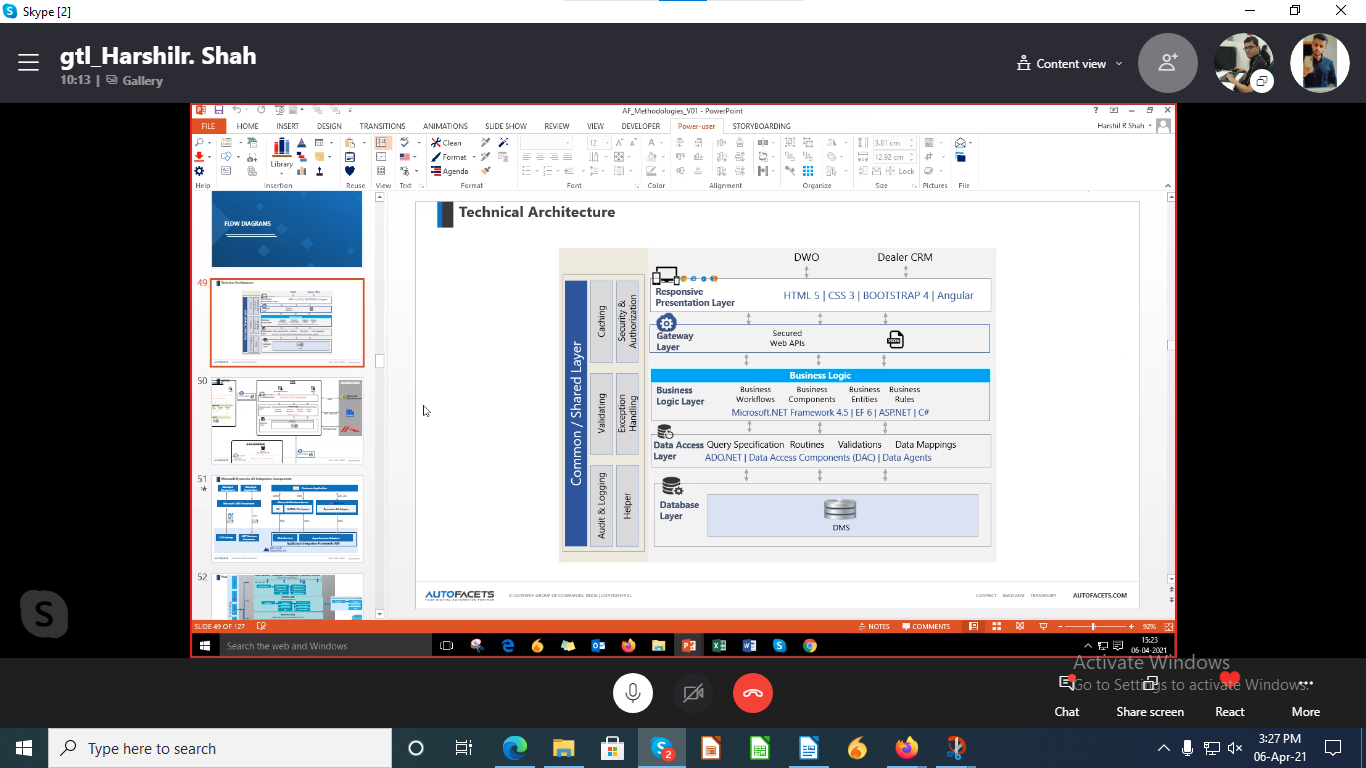 Skype [2]
gtl_Harshilr. Shah
10:13 | Gallery
Content view
AF_Methodologies_V01 - PowerPoint
FILE HOME INSERT DESIGN TRANSITIONS ANIMATIONS SLIDE SHOW REVIEW VIEW DEVELOPER Power-user STORYBOARDING
Harshil R.Shah
Clean
Format
Agenda
Library
12
3.81 cm
12.92 cm
Lock
Help Insertion Reuse View Text Format Font Color Alignment Organize Size Pictures File
FLOW DIAGRAMS
49
50
51
52
Technical Architecture
DWO
Dealer CRM
Responsive
Presentation Layer
HTML 5 | CSS 3 | BOOTSTRAP 4 | Angular
Gateway
Layer
Secured
Web APIs
JSON
Business Logic
Business
Logic Layer
Business
Workflows
Business
Components
Business
Entities
Business
Rules
Microsoft.NET Framework 4.5 | EF 6 | ASP.NET | C#
Data Access
Layer
Query Specification Routines Validations Data Mappings
ADO.NET | Data Access Components (DAC) | Data Agents
Database
Layer
DMS
Common / Shared Layer
Caching
Security &
Authorization
Validating
Exception
Handling
Audit & Logging
Helper
AUTOFACETS
© GATEWAY GROUP OF COMPANIES, INDIA | CONFIDENTIAL
AUTOFACETS.COM
SLIDE 49 OF 127
NOTES
COMMENTS
92%
Search the web and Windows
15:23
06-04-2021
Activate Windows
Go to Settings to activate Windows.
Chat
Share screen
React
More
Type here to search
2
3:27 PM
06-Apr-21